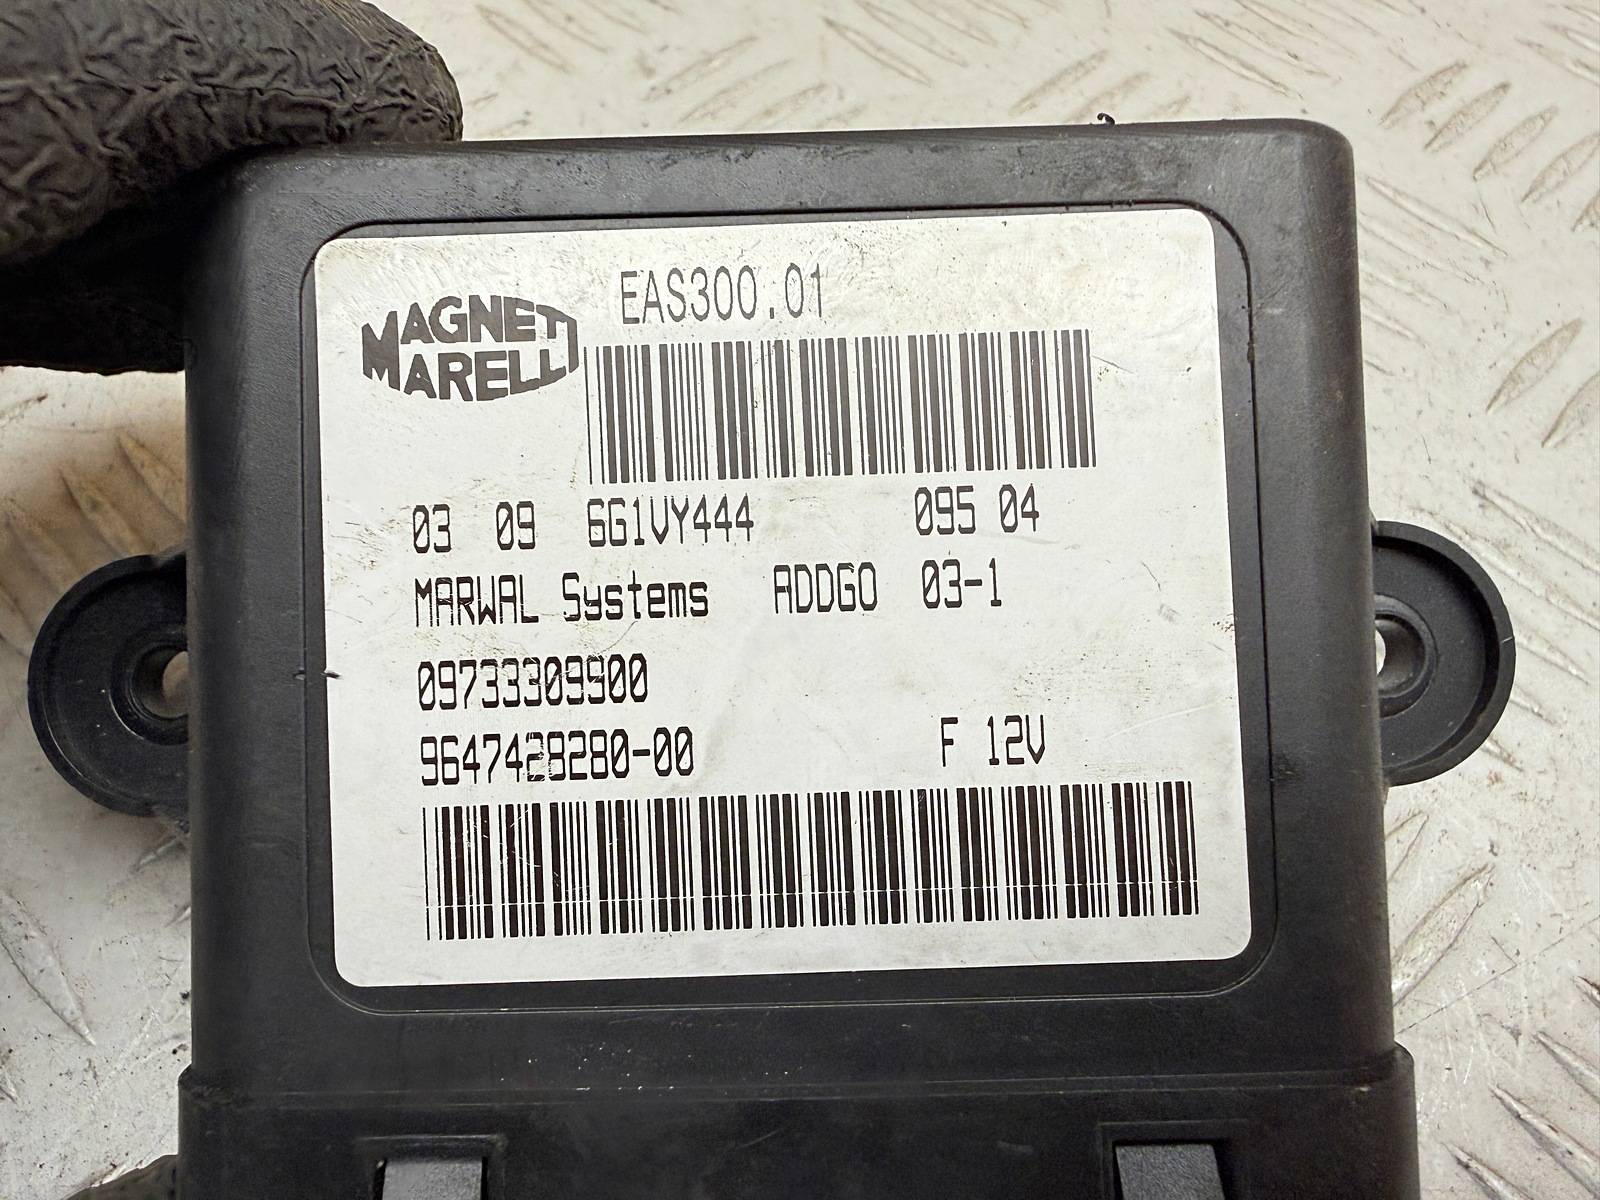 EAS300.01
MAGNETI
MARELLI
03 09 6G1VY444 095 04
MARWAL Systems ADDGO 03-1
09733309900
9647428280-00 F 12V